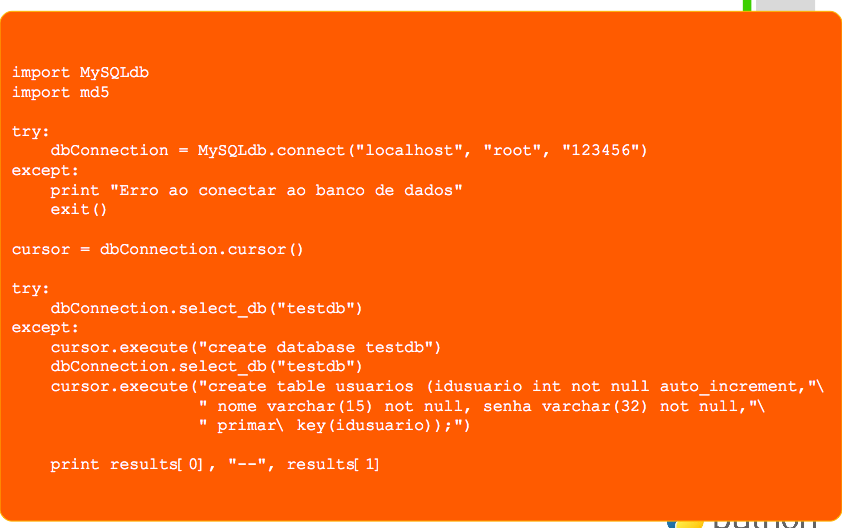 import MySQLdb
import md5
try:
    dbConnection = MySQLdb.connect("localhost", "root", "123456")
except:
    print "Erro ao conectar ao banco de dados"
    exit()
cursor = dbConnection.cursor()
try:
    dbConnection.select_db("testdb")
except:
    cursor.execute("create database testdb")
    dbConnection.select_db("testdb")
    cursor.execute("create table usuarios (idusuario int not null auto_increment,"\
                   " nome varchar(15) not null, senha varchar(32) not null,"\
                   " primar\ key(idusuario));")
    print results[0], "--", results[1]